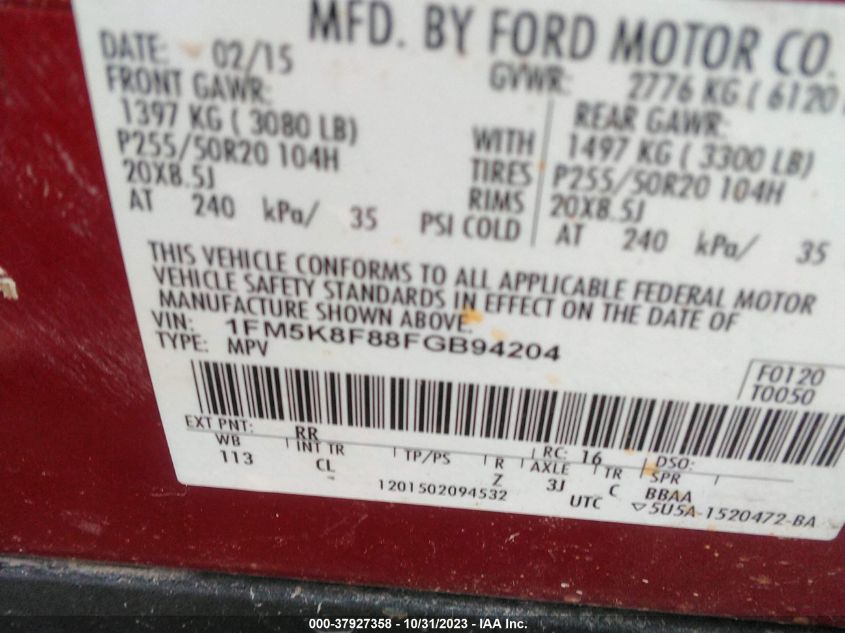 MFD. BY FORD MOTOR CO.
DATE: 02/15 GVWR: 2776 KG ( 6120
FRONT GAWR: REAR GAWR:
1397 KG ( 3080 LB) WITH 1497 KG ( 3300 LB)
P255/50R20 104H TIRES P255/50R20 104H
20X8.5J RIMS 20X8.5J
AT 240 kPa/ 35 PSI COLD AT 240 kPa/ 35
THIS VEHICLE CONFORMS TO ALL APPLICABLE FEDERAL MOTOR
VEHICLE SAFETY STANDARDS IN EFFECT ON THE DATE OF
MANUFACTURE SHOWN ABOVE.
VIN: 1FM5K8F88FGB94204
TYPE: MPV
F0120
T0050
EXT PNT: RR RC: 16 DSO:
WB INT TR TP/PS R AXLE TR SPR
113 CL Z 3J C BBAA
1201502094532 UTC ▽5U5A-1520472-BA
000-37927358 - 10/31/2023 - IAA Inc.